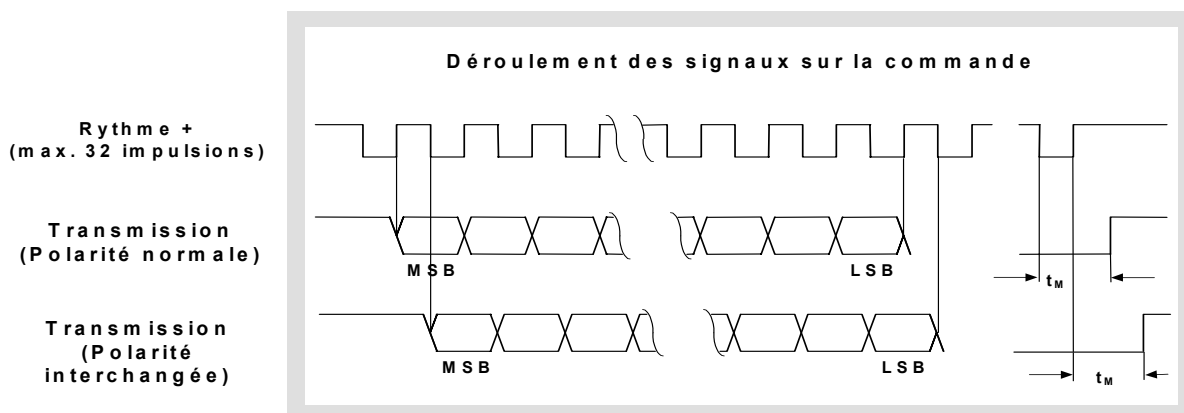 Déroulement des signaux sur la commande
Rythme +
(max. 32 impulsions)
Transmission
(Polarité normale)
MSB
LSB
tM
Transmission
(Polarité
interchangée)
MSB
LSB
tM